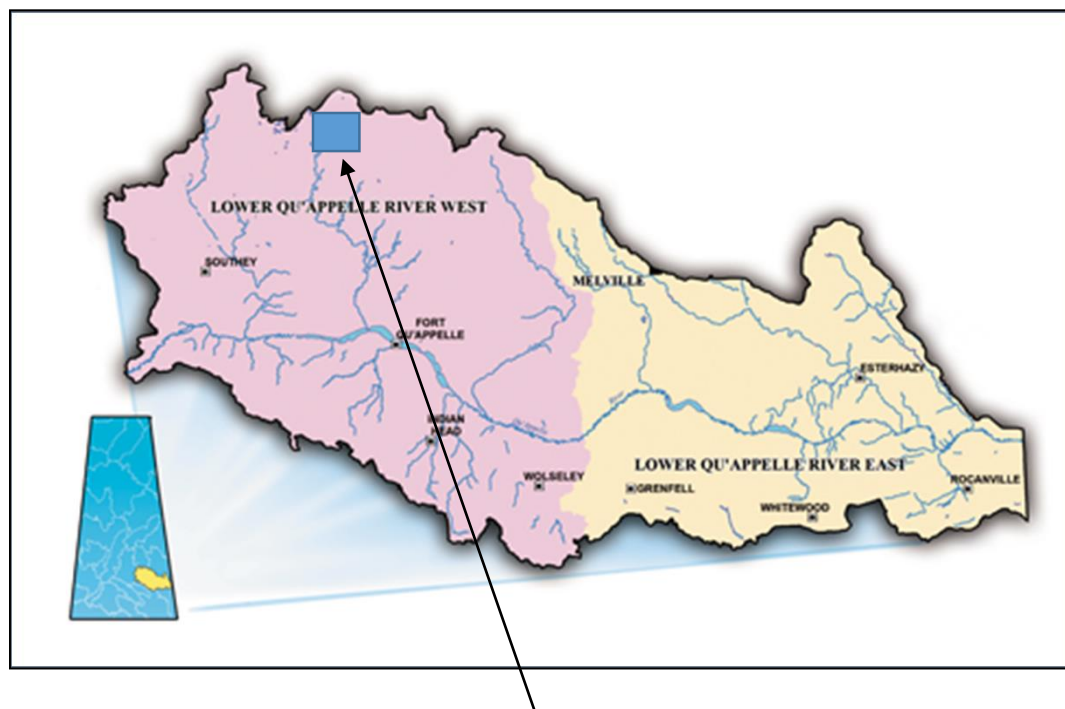 LOWER QU'APPELLE RIVER WEST
SOUTHEY
MELVILLE
FORT
QU'APPELLE
ESTERHAZY
INDIAN
HEAD
LOWER QU'APPELLE RIVER EAST
WOLSELEY
GRENFELL
ROCANVILLE
WHITEWOOD